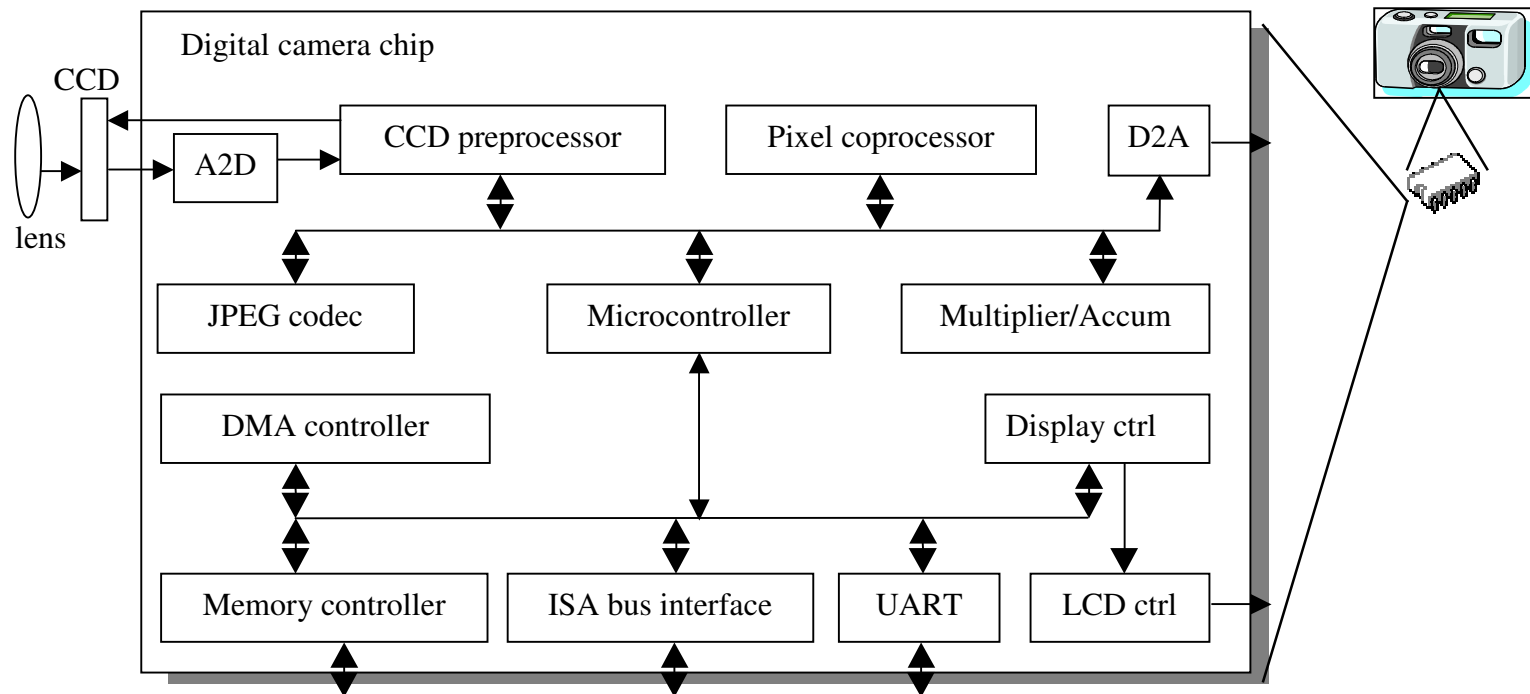 Digital camera chip
CCD
CCD preprocessor
Pixel coprocessor
D2A
A2D
lens
JPEG codec
Microcontroller
Multiplier/Accum
DMA controller
Display ctrl
Memory controller
ISA bus interface
UART
LCD ctrl